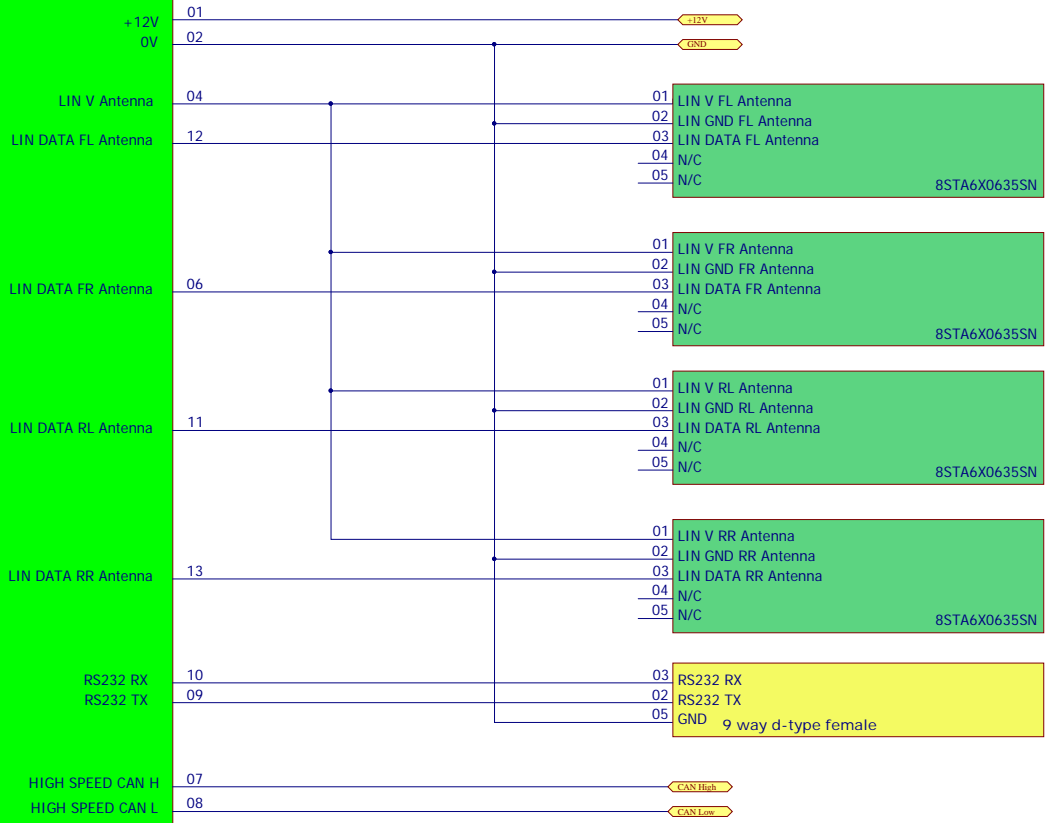 +12V 01 +12V
0V 02 GND
LIN V Antenna 04 01 LIN V FL Antenna
02 LIN GND FL Antenna
LIN DATA FL Antenna 12 03 LIN DATA FL Antenna
04 N/C
05 N/C 8STA6X0635SN
01 LIN V FR Antenna
02 LIN GND FR Antenna
LIN DATA FR Antenna 06 03 LIN DATA FR Antenna
04 N/C
05 N/C 8STA6X0635SN
01 LIN V RL Antenna
02 LIN GND RL Antenna
LIN DATA RL Antenna 11 03 LIN DATA RL Antenna
04 N/C
05 N/C 8STA6X0635SN
01 LIN V RR Antenna
02 LIN GND RR Antenna
LIN DATA RR Antenna 13 03 LIN DATA RR Antenna
04 N/C
05 N/C 8STA6X0635SN
RS232 RX 10 03 RS232 RX
RS232 TX 09 02 RS232 TX
05 GND 9 way d-type female
HIGH SPEED CAN H 07 CAN High
HIGH SPEED CAN L 08 CAN Low